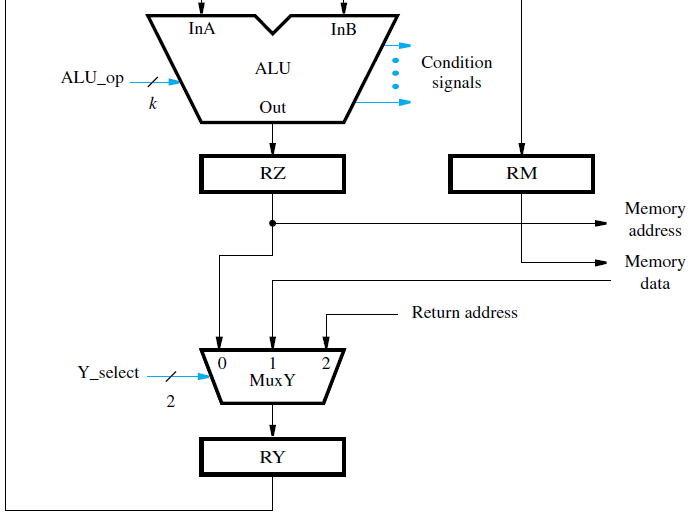 InA
InB
ALU
ALU_op
k
Out
Condition
signals
RZ
RM
Memory
address
Memory
data
Return address
0
1
2
MuxY
Y_select
2
RY